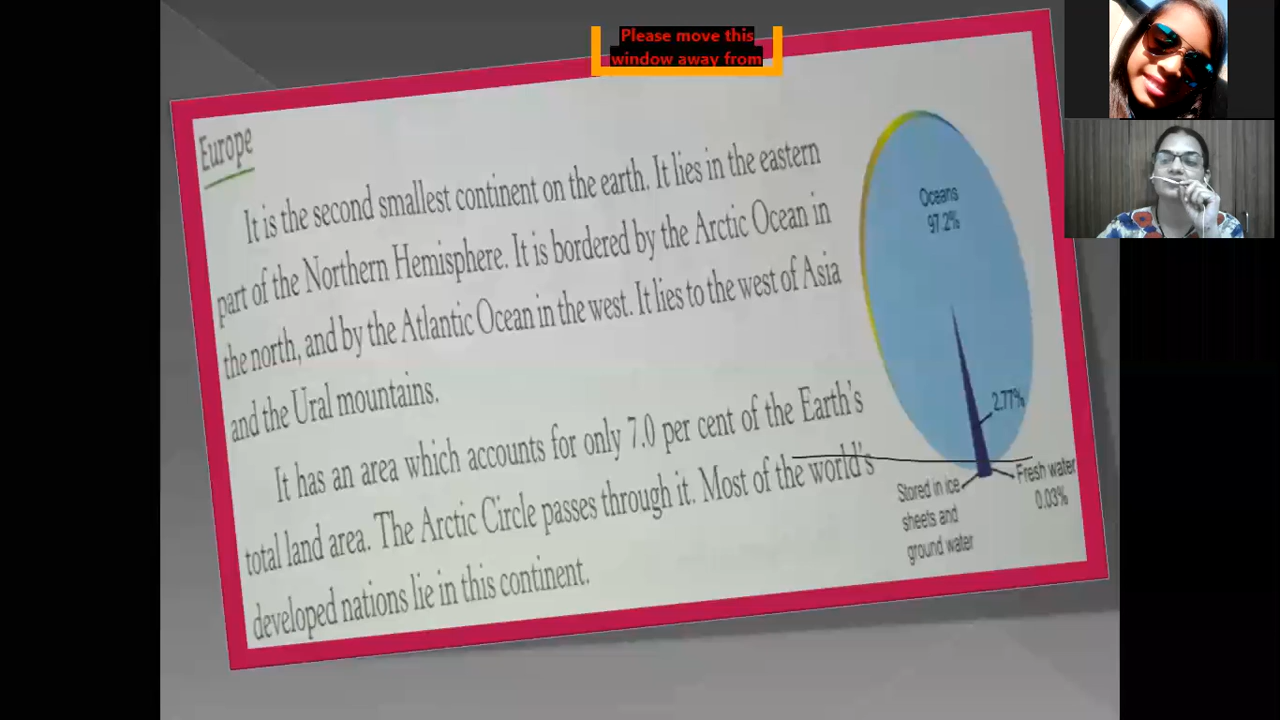 Please move this
window away from
Europe
It is the second smallest continent on the earth. It lies in the eastern
part of the Northern Hemisphere. It is bordered by the Arctic Ocean in
the north, and by the Atlantic Ocean in the west. It lies to the west of Asia
and the Ural mountains.
It has an area which accounts for only 7.0 per cent of the Earth's
total land area. The Arctic Circle passes through it. Most of the world's
developed nations lie in this continent.
Oceans
97.2%
2.77%
Stored in ice
sheets and
ground water
Fresh water
0.03%